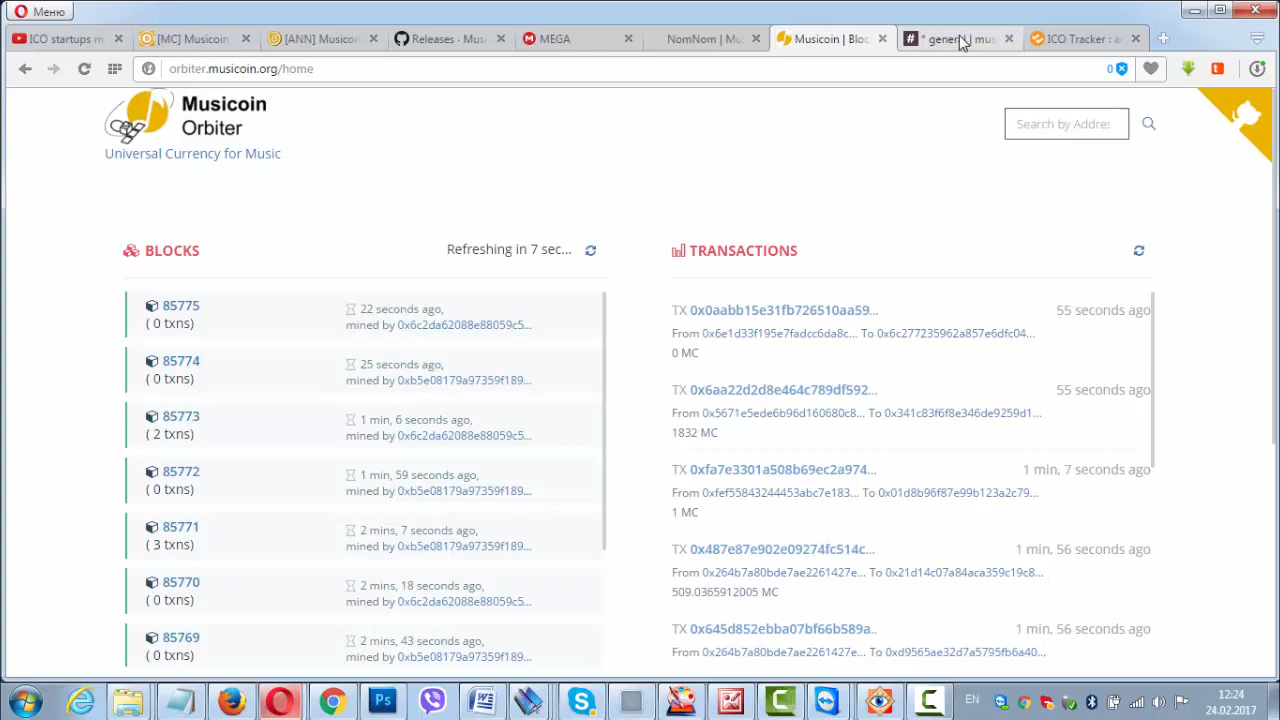 Меню
ICO startups m
[MC] Musicoin
[ANN] Musicoin
Releases - Mus
MEGA
NomNom | Mu
Musicoin | Bloc
* general | mus
ICO Tracker : a
orbiter.musicoin.org/home
0
Musicoin
Orbiter
Universal Currency for Music
Search by Addre
BLOCKS
Refreshing in 7 sec...
85775
( 0 txns)
22 seconds ago,
mined by 0x6c2da62088e88059c5...
85774
( 0 txns)
25 seconds ago,
mined by 0xb5e08179a97359f189...
85773
( 2 txns)
1 min, 6 seconds ago,
mined by 0x6c2da62088e88059c5...
85772
( 0 txns)
1 min, 59 seconds ago,
mined by 0xb5e08179a97359f189...
85771
( 3 txns)
2 mins, 7 seconds ago,
mined by 0xb5e08179a97359f189...
85770
( 0 txns)
2 mins, 18 seconds ago,
mined by 0x6c2da62088e88059c5...
85769
( 0 txns)
2 mins, 43 seconds ago,
mined by 0xb5e08179a97359f189...
TRANSACTIONS
TX 0x0aabb15e31fb726510aa59...
55 seconds ago
From 0x6e1d33f195e7fadcc6da8c... To 0x6c277235962a857e6dfc04...
0 MC
TX 0x6aa22d2d8e464c789df592...
55 seconds ago
From 0x5671e5ede6b96d160680c8... To 0x341c83f6f8e346de9259d1...
1832 MC
TX 0xfa7e3301a508b69ec2a974...
1 min, 7 seconds ago
From 0xfef55843244453abc7e183... To 0x01d8b96f87e99b123a2c79...
1 MC
TX 0x487e87e902e09274fc514c...
1 min, 56 seconds ago
From 0x264b7a80bde7ae2261427e... To 0x21d14c07a84aca359c19c8...
509.0365912005 MC
TX 0x645d852ebba07bf66b589a..
1 min, 56 seconds ago
From 0x264b7a80bde7ae2261427e... To 0xd9565ae32d7a5795fb6a40...
EN
12:24
24.02.2017